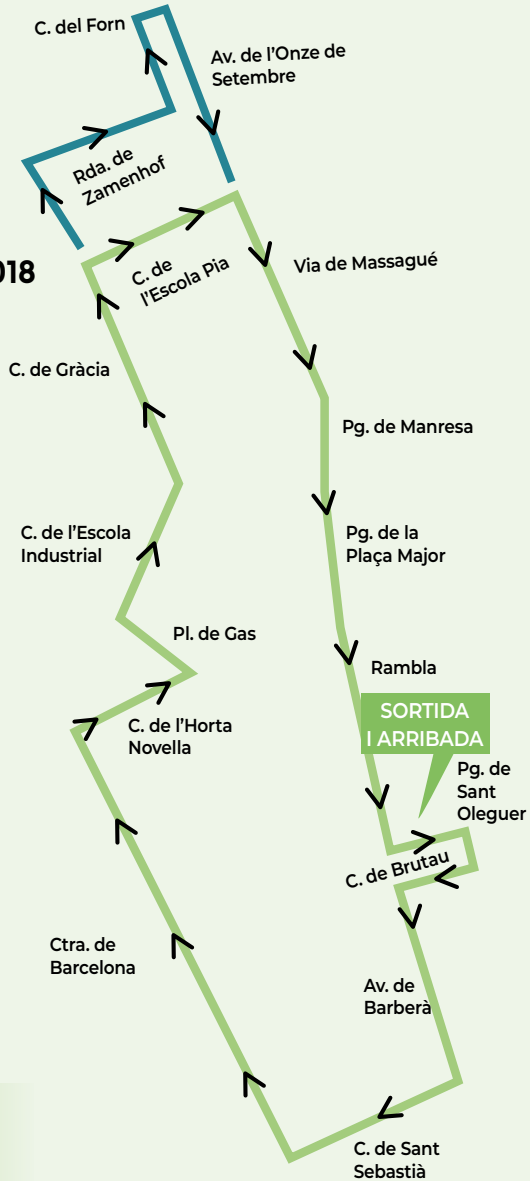 C. del Forn
Av. de l'Onze de
Setembre
Rda. de
Zamenhof
018
C. de
l'Escola Pia
Via de Massagué
C. de Gràcia
Pg. de Manresa
C. de l'Escola
Industrial
Pg. de la
Plaça Major
Pl. de Gas
Rambla
C. de l'Horta
Novella
SORTIDA
I ARRIBADA
Pg. de
Sant
Oleguer
C. de Brutau
Ctra. de
Barcelona
Av. de
Barberà
C. de Sant
Sebastià